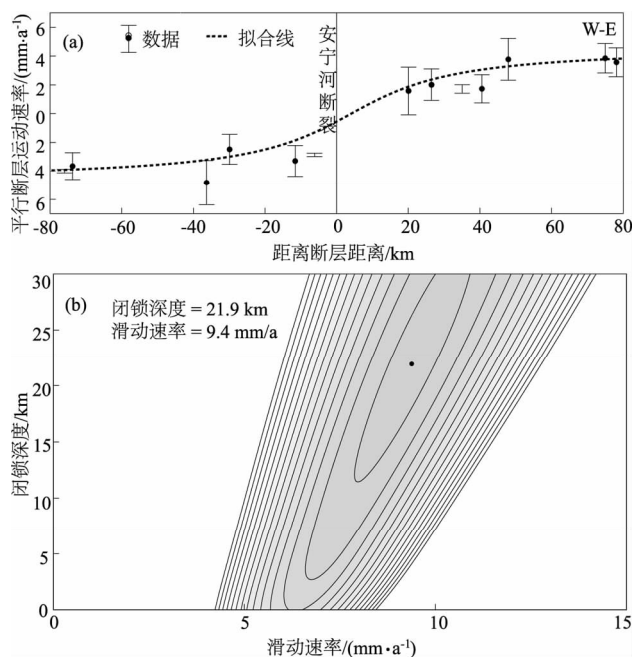 (a) 数据 拟合线 W-E
安宁河断裂
平行断层运动速率/(mm·a⁻¹)
6
4
2
0
2
4
6
-80 -60 -40 -20 0 20 40 60 80
距离断层距离/km
(b)
闭锁深度 = 21.9 km
滑动速率 = 9.4 mm/a
闭锁深度/km
30
25
20
15
10
5
0
0 5 10 15
滑动速率/(mm·a⁻¹)